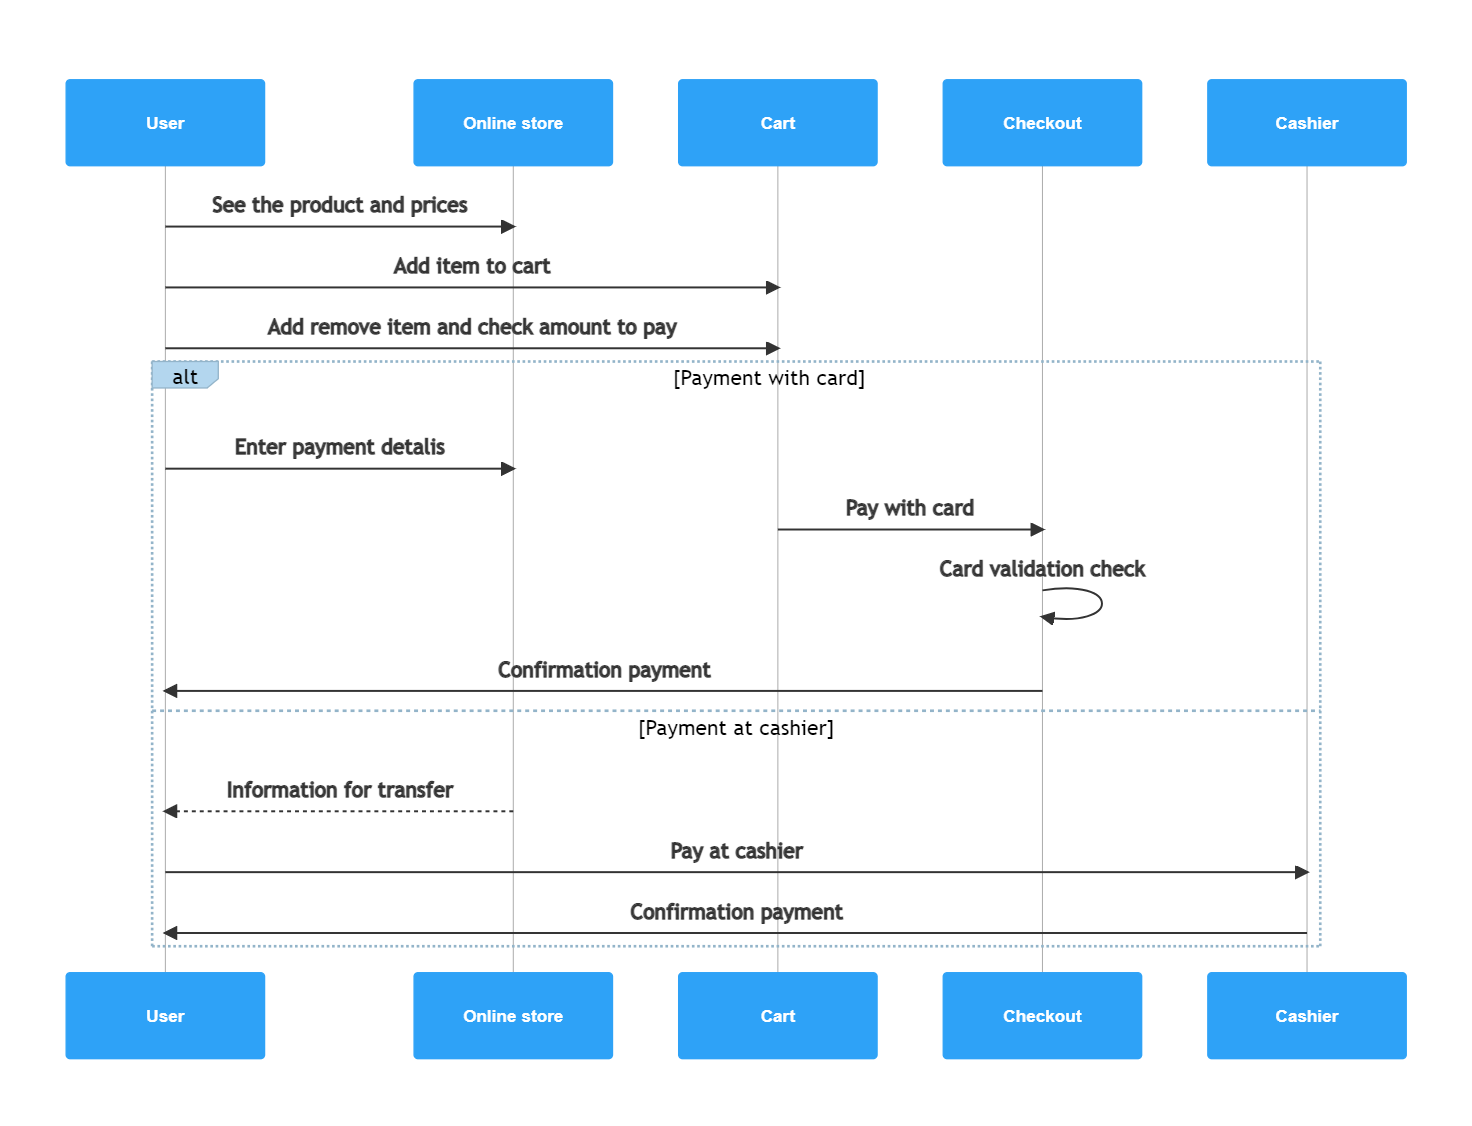 User
Online store
Cart
Checkout
Cashier
See the product and prices
Add item to cart
Add remove item and check amount to pay
alt
[Payment with card]
Enter payment detalis
Pay with card
Card validation check
Confirmation payment
[Payment at cashier]
Information for transfer
Pay at cashier
Confirmation payment
User
Online store
Cart
Checkout
Cashier